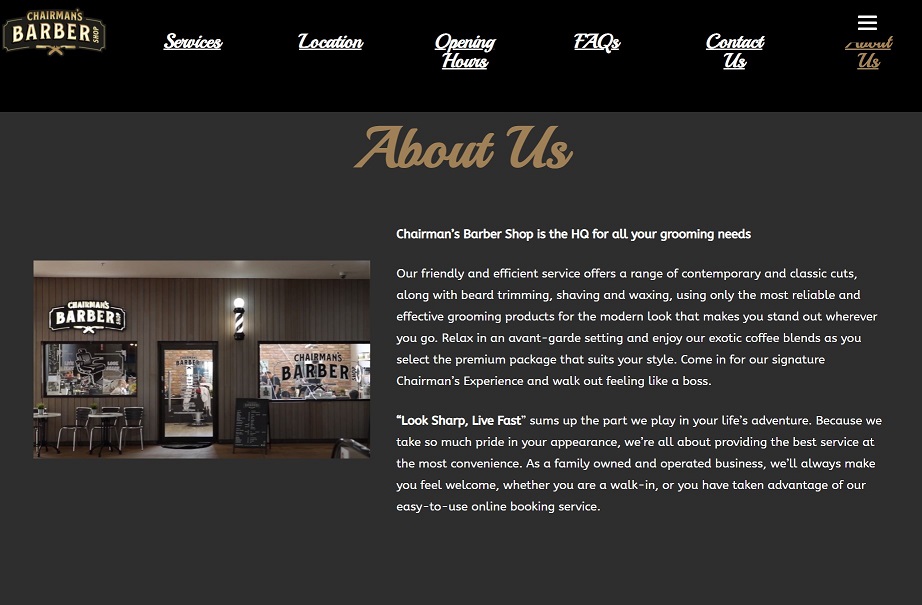 CHAIRMAN'S
BARBER
SHOP
Services
Location
Opening
Hours
FAQs
Contact
Us
About
Us
About Us
Chairman's Barber Shop is the HQ for all your grooming needs
Our friendly and efficient service offers a range of contemporary and classic cuts,
along with beard trimming, shaving and waxing, using only the most reliable and
effective grooming products for the modern look that makes you stand out wherever
you go. Relax in an avant-garde setting and enjoy our exotic coffee blends as you
select the premium package that suits your style. Come in for our signature
Chairman's Experience and walk out feeling like a boss.
“Look Sharp, Live Fast” sums up the part we play in your life's adventure. Because we
take so much pride in your appearance, we're all about providing the best service at
the most convenience. As a family owned and operated business, we'll always make
you feel welcome, whether you are a walk-in, or you have taken advantage of our
easy-to-use online booking service.
CHAIRMAN'S
BARBER
SHOP
BARBER
CHAIRMAN'S
BARBER